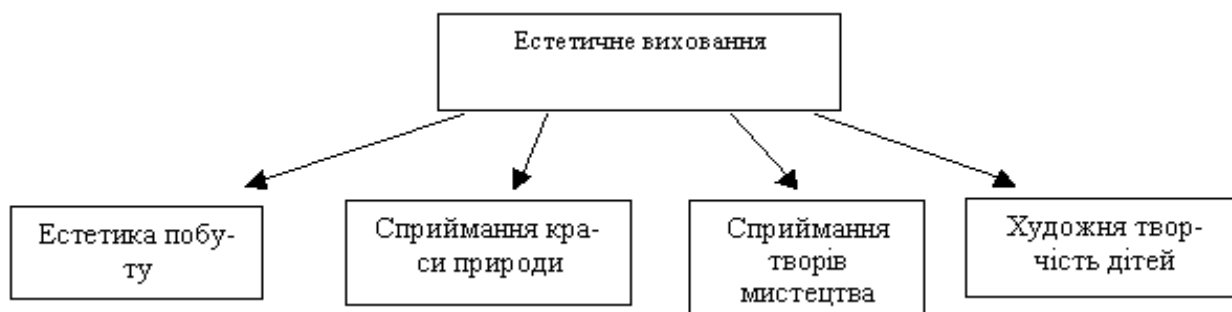 Естетичне виховання
Естетика побу-
ту
Сприймання кра-
си природи
Сприймання
творів
мистецтва
Художня твор-
чість дітей